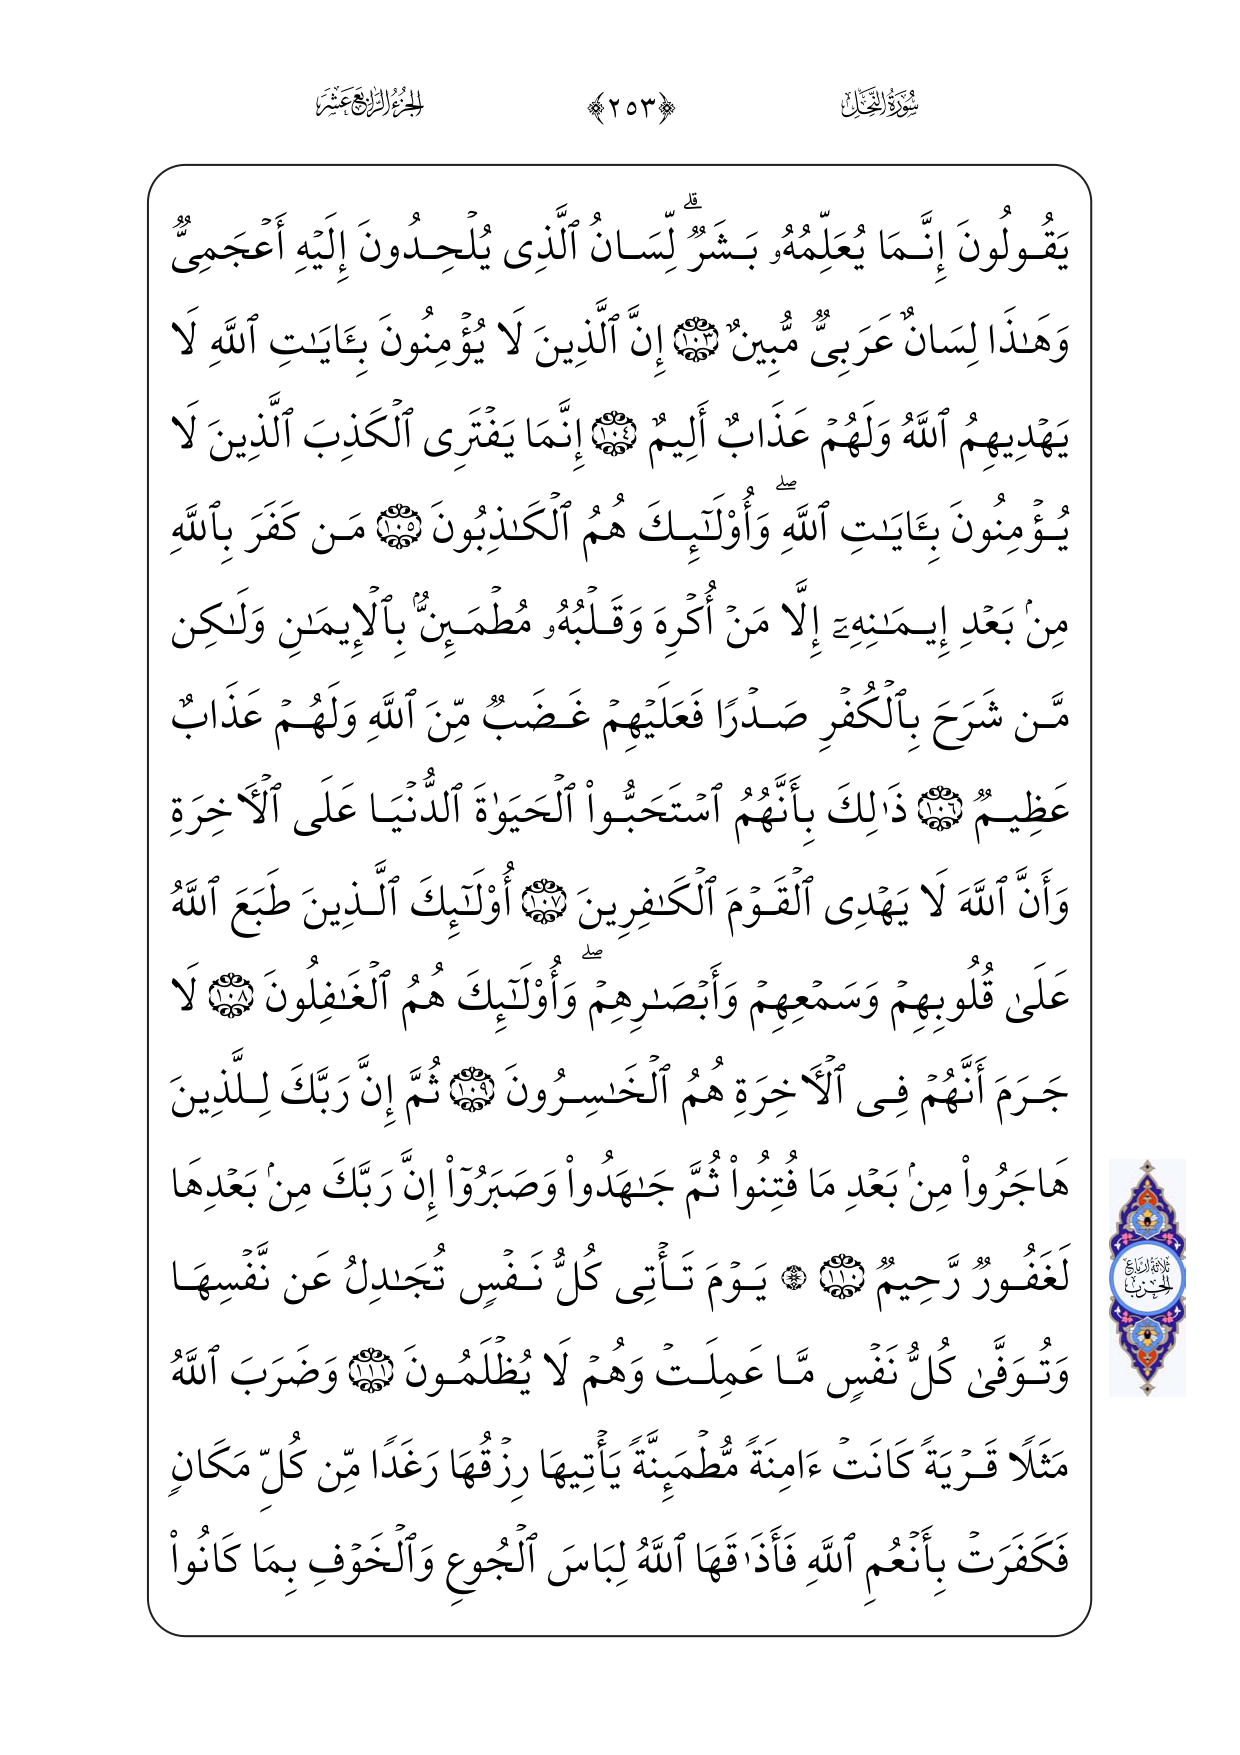 سُورَةُ النَّحْلِ ﴿٢٥٣﴾ الجُزْءُ الرَّابِعَ عَشَرَ
يَقُولُونَ إِنَّمَا يُعَلِّمُهُۥ بَشَرٌۗ لِّسَانُ ٱلَّذِى يُلْحِدُونَ إِلَيْهِ أَعْجَمِىٌّ
وَهَـٰذَا لِسَانٌ عَرَبِىٌّ مُّبِينٌ ١٠٣ إِنَّ ٱلَّذِينَ لَا يُؤْمِنُونَ بِـَٔايَـٰتِ ٱللَّهِ لَا
يَهْدِيهِمُ ٱللَّهُ وَلَهُمْ عَذَابٌ أَلِيمٌ ١٠٤ إِنَّمَا يَفْتَرِى ٱلْكَذِبَ ٱلَّذِينَ لَا
يُؤْمِنُونَ بِـَٔايَـٰتِ ٱللَّهِۖ وَأُوْلَـٰٓئِكَ هُمُ ٱلْكَـٰذِبُونَ ١٠٥ مَن كَفَرَ بِٱللَّهِ
مِنۢ بَعْدِ إِيمَـٰنِهِۦٓ إِلَّا مَنْ أُكْرِهَ وَقَلْبُهُۥ مُطْمَئِنٌّۢ بِٱلْإِيمَـٰنِ وَلَـٰكِن
مَّن شَرَحَ بِٱلْكُفْرِ صَدْرًا فَعَلَيْهِمْ غَضَبٌ مِّنَ ٱللَّهِ وَلَهُمْ عَذَابٌ
عَظِيمٌ ١٠٦ ذَٰلِكَ بِأَنَّهُمُ ٱسْتَحَبُّواْ ٱلْحَيَوٰةَ ٱلدُّنْيَا عَلَى ٱلْـَٔاخِرَةِ
وَأَنَّ ٱللَّهَ لَا يَهْدِى ٱلْقَوْمَ ٱلْكَـٰفِرِينَ ١٠٧ أُوْلَـٰٓئِكَ ٱلَّذِينَ طَبَعَ ٱللَّهُ
عَلَىٰ قُلُوبِهِمْ وَسَمْعِهِمْ وَأَبْصَـٰرِهِمْۖ وَأُوْلَـٰٓئِكَ هُمُ ٱلْغَـٰفِلُونَ ١٠٨ لَا
جَرَمَ أَنَّهُمْ فِى ٱلْـَٔاخِرَةِ هُمُ ٱلْخَـٰسِرُونَ ١٠٩ ثُمَّ إِنَّ رَبَّكَ لِلَّذِينَ
هَاجَرُواْ مِنۢ بَعْدِ مَا فُتِنُواْ ثُمَّ جَـٰهَدُواْ وَصَبَرُوٓاْ إِنَّ رَبَّكَ مِنۢ بَعْدِهَا
لَغَفُورٌ رَّحِيمٌ ١١٠ ۞ يَوْمَ تَأْتِى كُلُّ نَفْسٍ تُجَـٰدِلُ عَن نَّفْسِهَا
وَتُوَفَّىٰ كُلُّ نَفْسٍ مَّا عَمِلَتْ وَهُمْ لَا يُظْلَمُونَ ١١١ وَضَرَبَ ٱللَّهُ
مَثَلًا قَرْيَةً كَانَتْ ءَامِنَةً مُّطْمَئِنَّةً يَأْتِيهَا رِزْقُهَا رَغَدًا مِّن كُلِّ مَكَانٍ
فَكَفَرَتْ بِأَنْعُمِ ٱللَّهِ فَأَذَٰقَهَا ٱللَّهُ لِبَاسَ ٱلْجُوعِ وَٱلْخَوْفِ بِمَا كَانُواْ
ثلاثة أرباع
الحزب